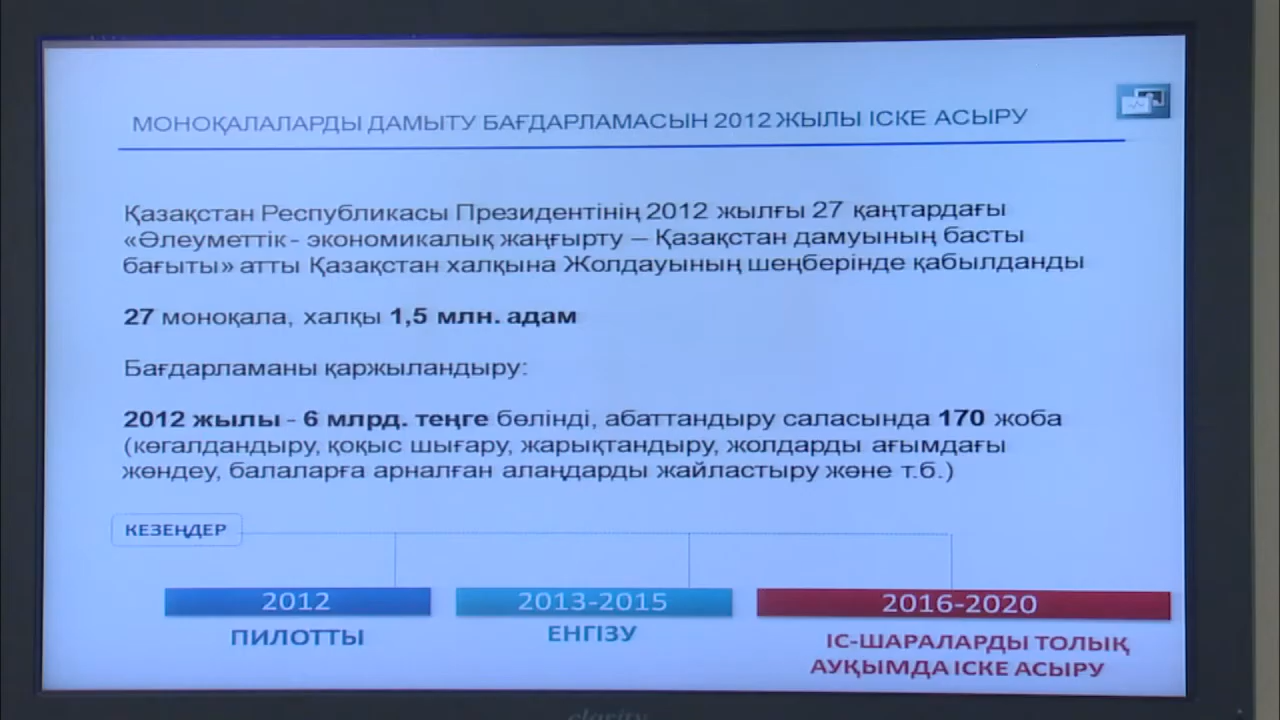 МОНОҚАЛАЛАРДЫ ДАМЫТУ БАҒДАРЛАМАСЫН 2012 ЖЫЛЫ ІСКЕ АСЫРУ
Қазақстан Республикасы Президентінің 2012 жылғы 27 қаңтардағы
«Әлеуметтік - экономикалық жаңғырту – Қазақстан дамуының басты
бағыты» атты Қазақстан халқына Жолдауының шеңберінде қабылданды
27 моноқала, халқы 1,5 млн. адам
Бағдарламаны қаржыландыру:
2012 жылы - 6 млрд. теңге бөлінді, абаттандыру саласында 170 жоба
(көгалдандыру, қоқыс шығару, жарықтандыру, жолдарды ағымдағы
жөндеу, балаларға арналған алаңдарды жайластыру және т.б.)
КЕЗЕҢДЕР
2012
ПИЛОТТЫ
2013-2015
ЕНГІЗУ
2016-2020
ІС-ШАРАЛАРДЫ ТОЛЫҚ
АУҚЫМДА ІСКЕ АСЫРУ
clarity